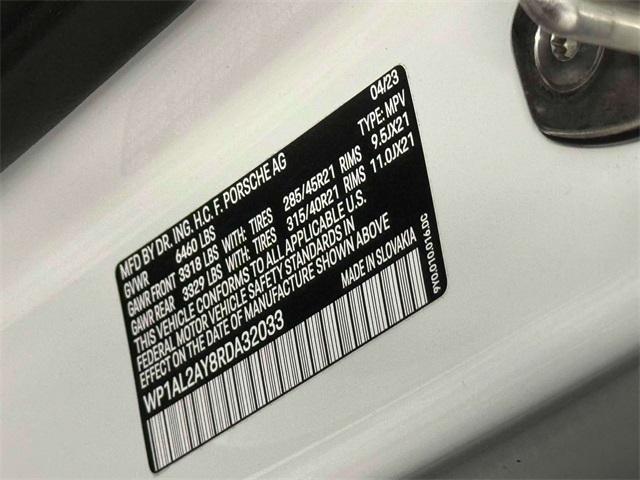 MFD BY DR. ING. H.C. F. PORSCHE AG 04/23
GVWR 6460 LBS TYPE: MPV
GAWR FRONT 3318 LBS WITH: TIRES 285/45R21 RIMS 9.5JX21
GAWR REAR 3329 LBS WITH: TIRES 315/40R21 RIMS 11.0JX21
THIS VEHICLE CONFORMS TO ALL APPLICABLE U.S.
FEDERAL MOTOR VEHICLE SAFETY STANDARDS IN
EFFECT ON THE DATE OF MANUFACTURE SHOWN ABOVE
WP1AL2AY8RDA32033 MADE IN SLOVAKIA
9Y0.010.019.DC